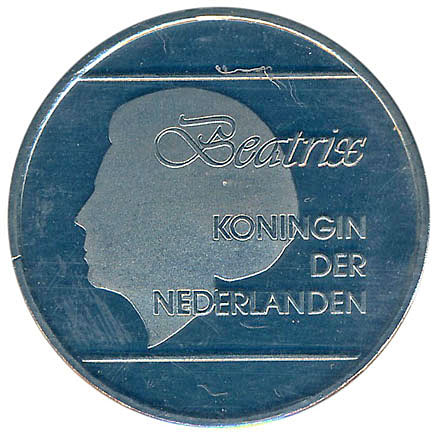 Beatrix
KONINGIN
DER
NEDERLANDEN